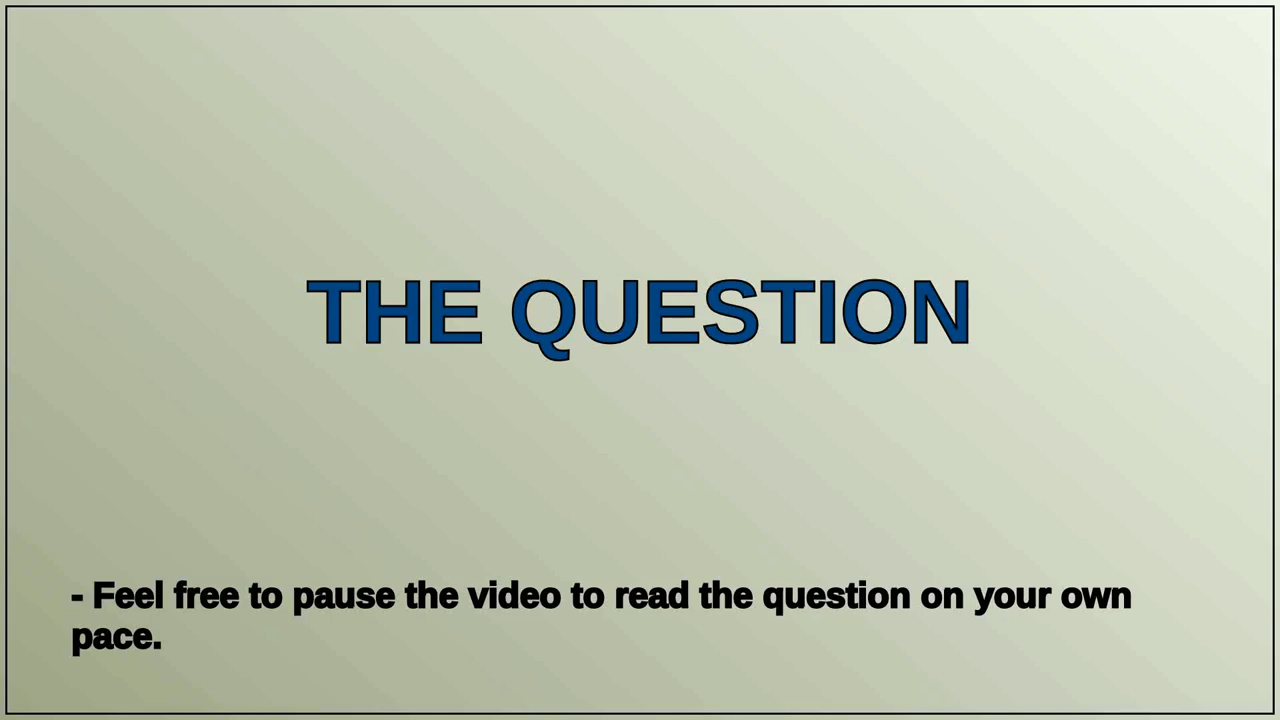 THE QUESTION
- Feel free to pause the video to read the question on your own
pace.